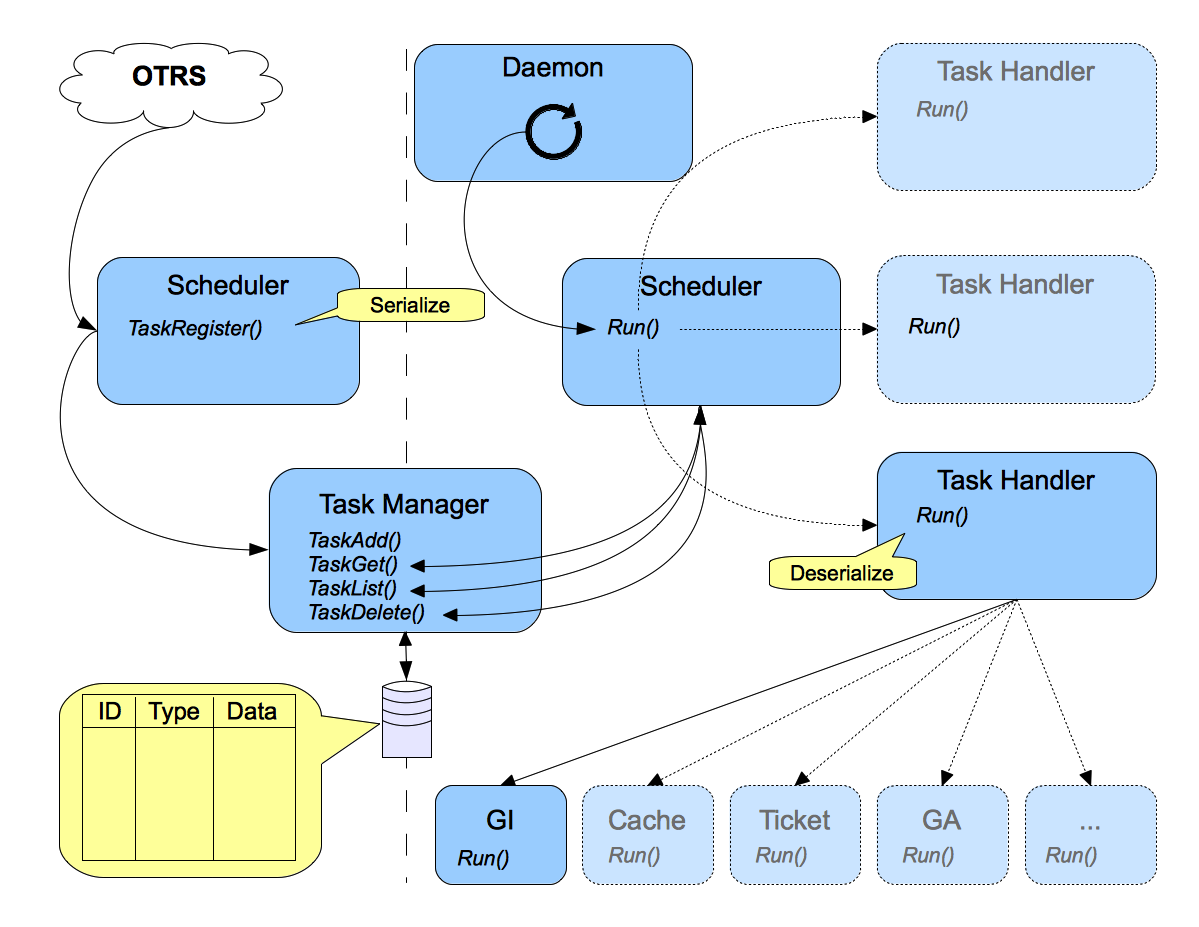 OTRS
Daemon
Task Handler
Run()
Scheduler
TaskRegister()
Serialize
Scheduler
Run()
Task Handler
Run()
Task Manager
TaskAdd()
TaskGet()
TaskList()
TaskDelete()
Task Handler
Run()
Deserialize
ID Type Data
GI
Run()
Cache
Run()
Ticket
Run()
GA
Run()
...
Run()